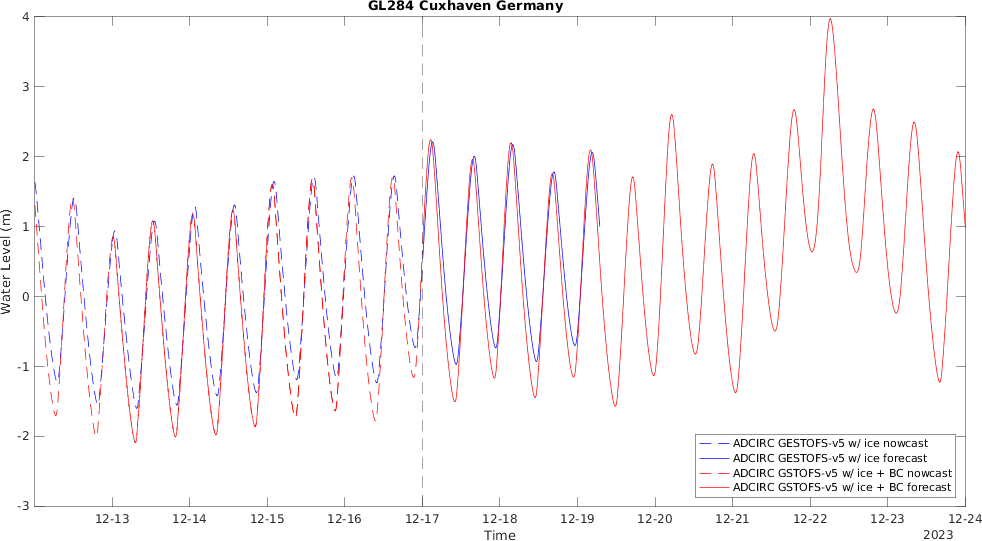 GL284 Cuxhaven Germany
4
3
2
1
0
-1
-2
-3
Water Level (m)
ADCIRC GESTOFS-v5 w/ ice nowcast
ADCIRC GESTOFS-v5 w/ ice forecast
ADCIRC GSTOFS-v5 w/ ice + BC nowcast
ADCIRC GSTOFS-v5 w/ ice + BC forecast
12-13 12-14 12-15 12-16 12-17 12-18 12-19 12-20 12-21 12-22 12-23 12-24
Time 2023